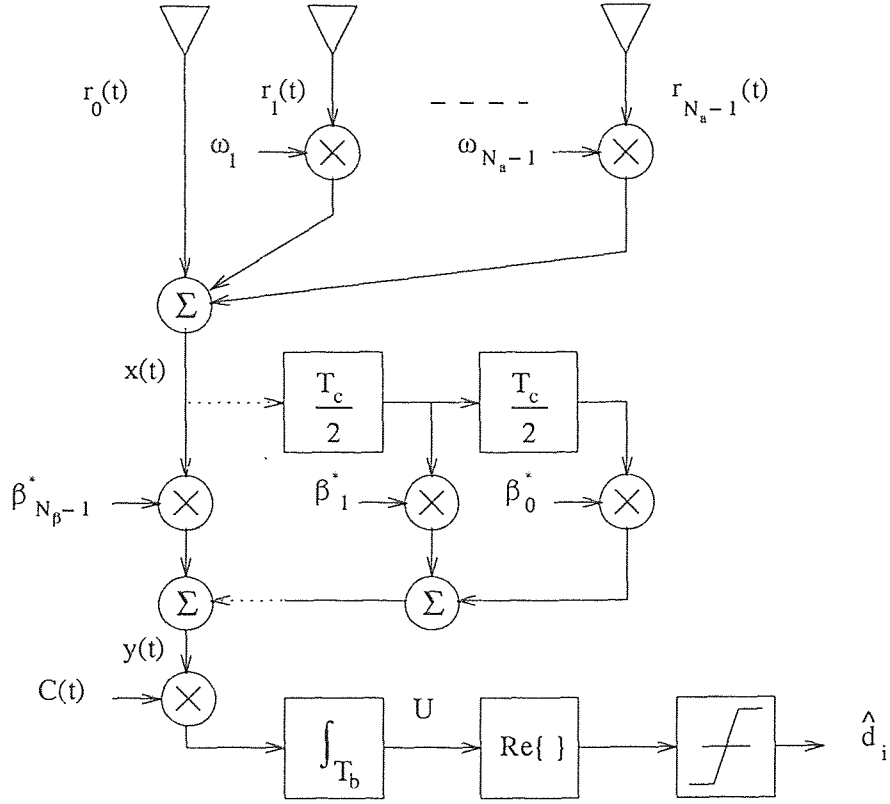 r_0(t) r_1(t) r_{N_a-1}(t)
ω_1 × ω_{N_a-1} ×
Σ
x(t) T_c/2 T_c/2
β*_{N_β-1} × β*_1 × β*_0 ×
Σ Σ
y(t)
C(t) ×
∫_{T_b} U Re{ } d̂_i